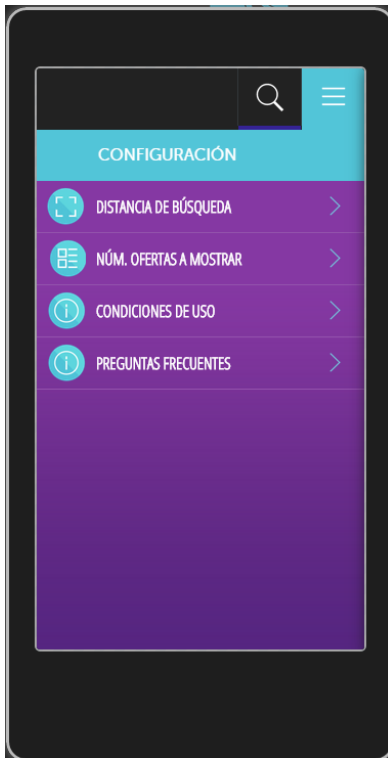 CONFIGURACIÓN
DISTANCIA DE BÚSQUEDA
NÚM. OFERTAS A MOSTRAR
CONDICIONES DE USO
PREGUNTAS FRECUENTES